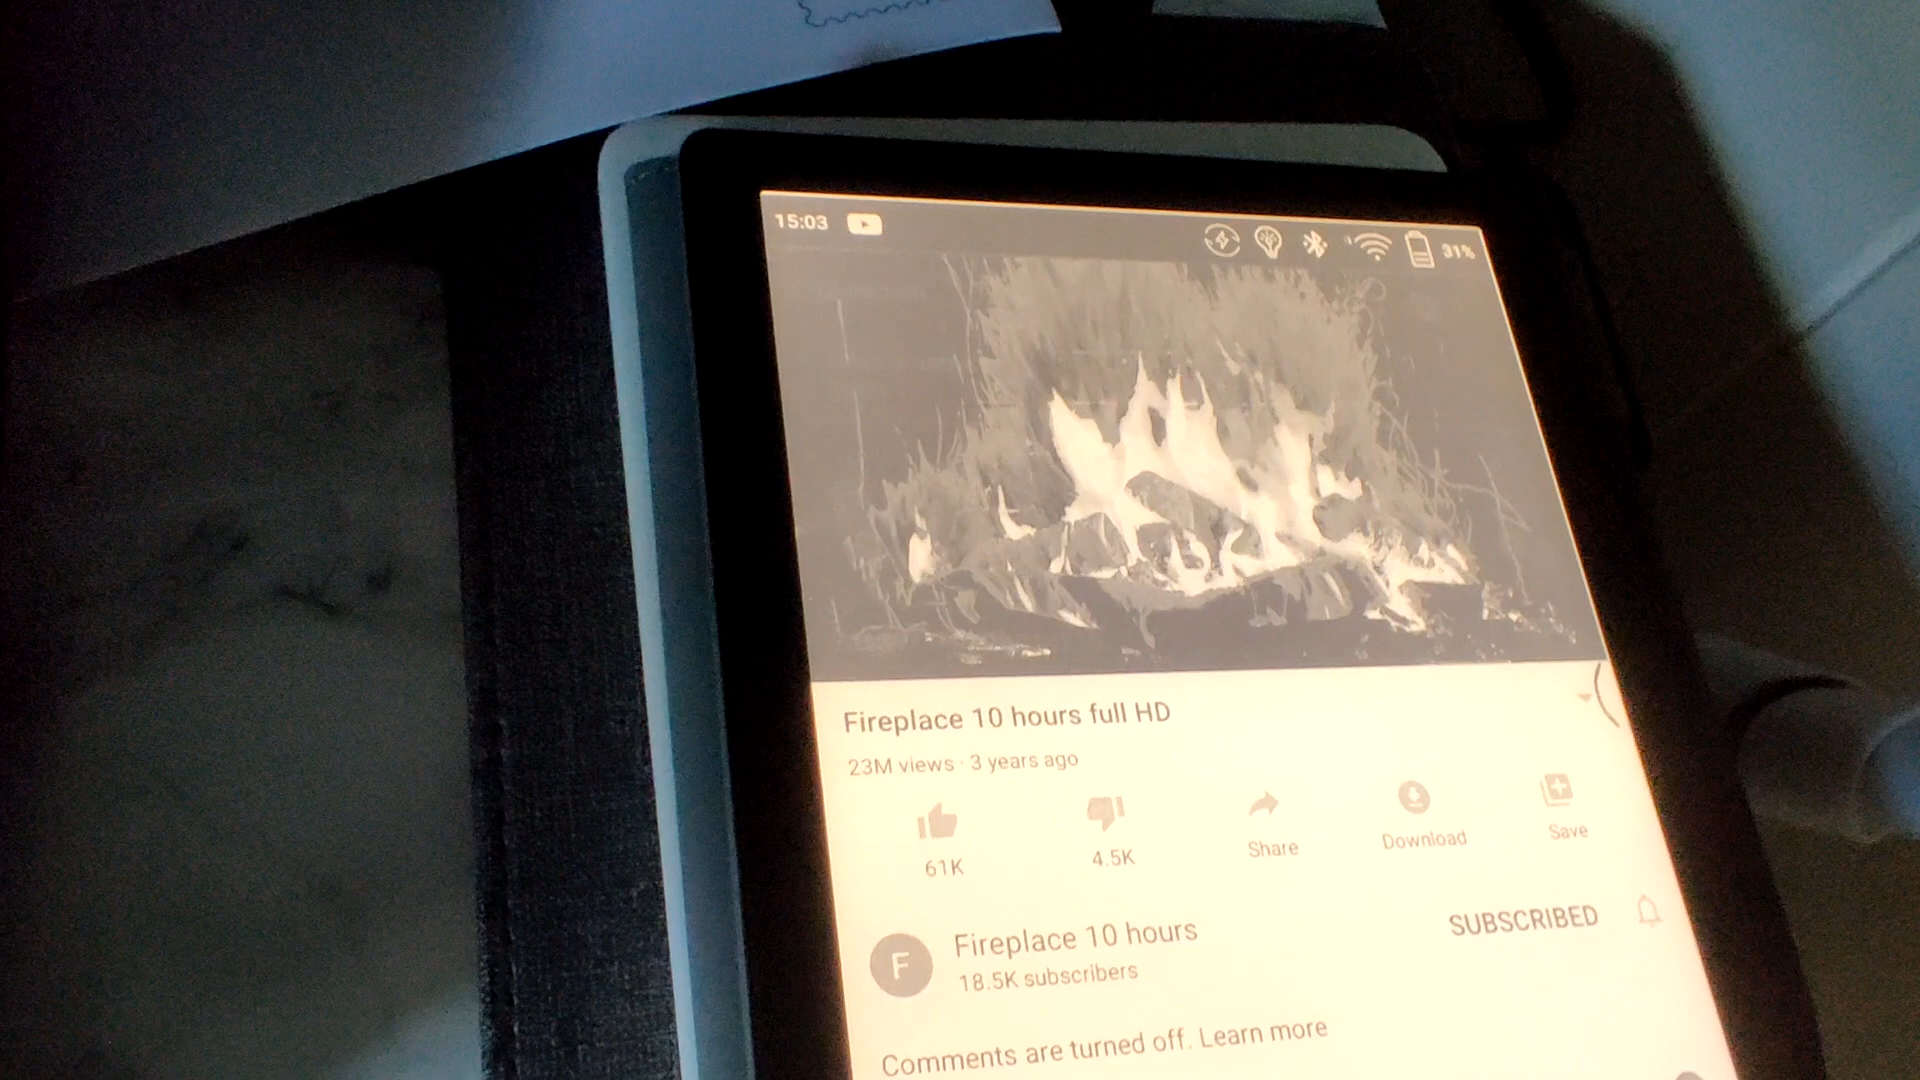 15:03 31%
Fireplace 10 hours full HD
23M views · 3 years ago
61K 4.5K Share Download Save
F Fireplace 10 hours SUBSCRIBED
18.5K subscribers
Comments are turned off. Learn more